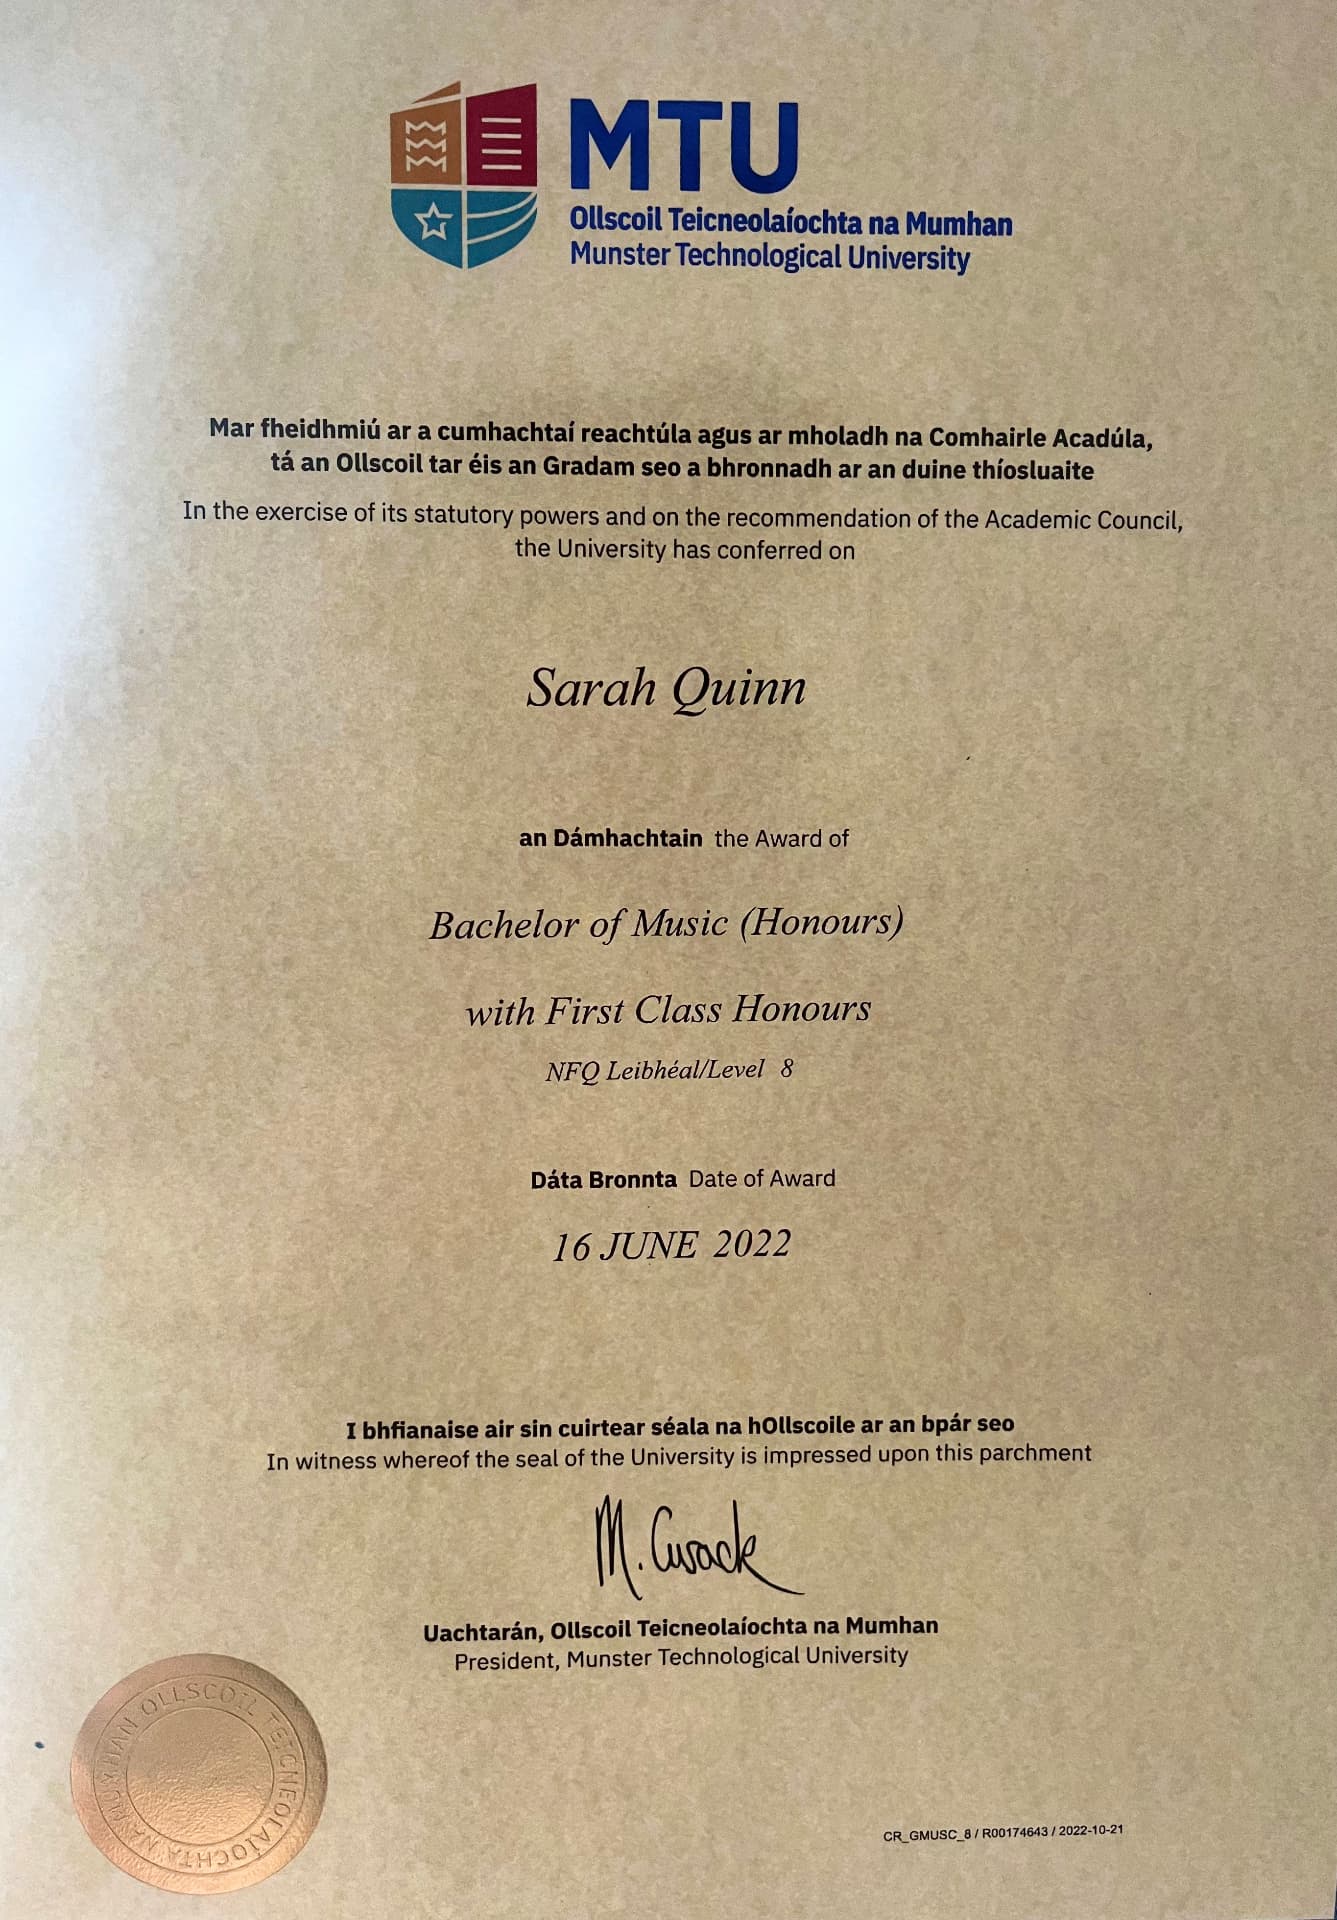 MTU
Ollscoil Teicneolaíochta na Mumhan
Munster Technological University
Mar fheidhmiú ar a cumhachtaí reachtúla agus ar mholadh na Comhairle Acadúla,
tá an Ollscoil tar éis an Gradam seo a bhronnadh ar an duine thíosluaite
In the exercise of its statutory powers and on the recommendation of the Academic Council,
the University has conferred on
Sarah Quinn
an Dámhachtain the Award of
Bachelor of Music (Honours)
with First Class Honours
NFQ Leibhéal/Level 8
Dáta Bronnta Date of Award
16 JUNE 2022
I bhfianaise air sin cuirtear séala na hOllscoile ar an bpár seo
In witness whereof the seal of the University is impressed upon this parchment
M. Cusack
Uachtarán, Ollscoil Teicneolaíochta na Mumhan
President, Munster Technological University
OLLSCOIL TEICNEOLAÍOCHTA NA MUMHAN
CR_GMUSC_8 / R00174643 / 2022-10-21